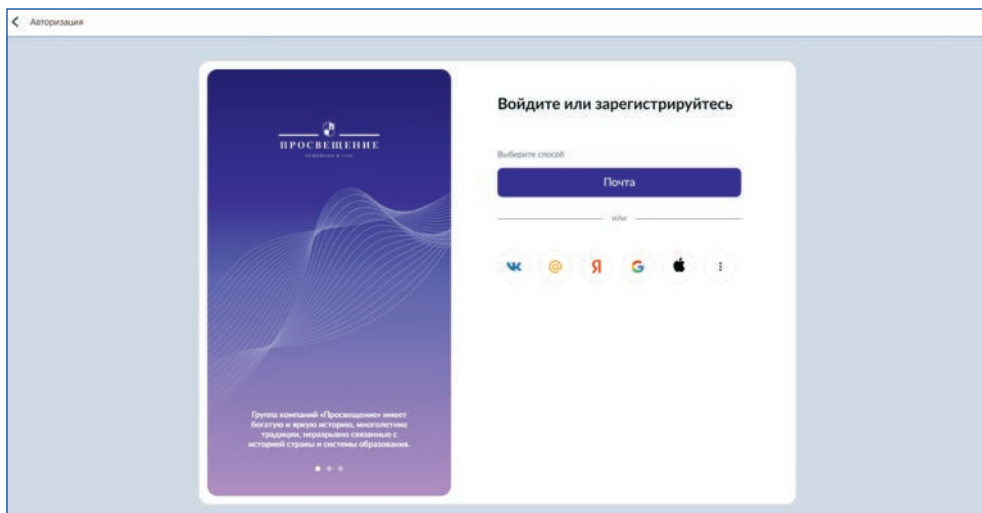 Авторизация
ПРОСВЕЩЕНИЕ
Войдите или зарегистрируйтесь
Выберите способ
Почта
или
Группа компаний «Просвещение» имеет
богатую и яркую историю, многолетние
традиции, неразрывно связанные с
историей страны и системы образования.